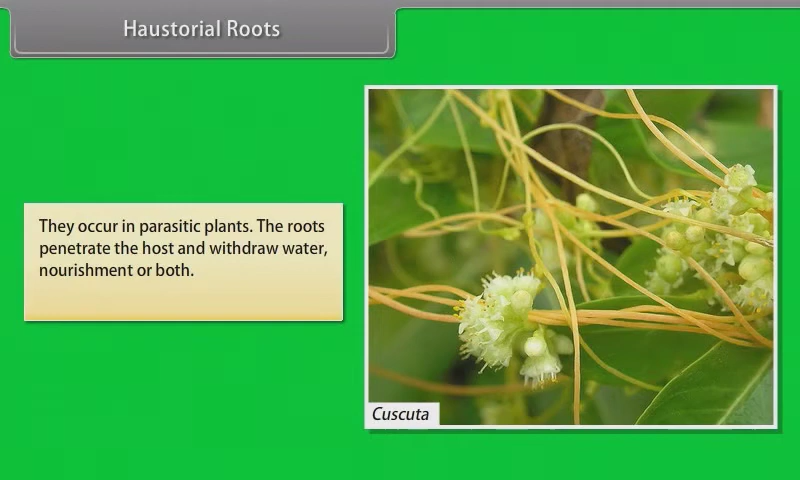 Haustorial Roots
They occur in parasitic plants. The roots
penetrate the host and withdraw water,
nourishment or both.
Cuscuta